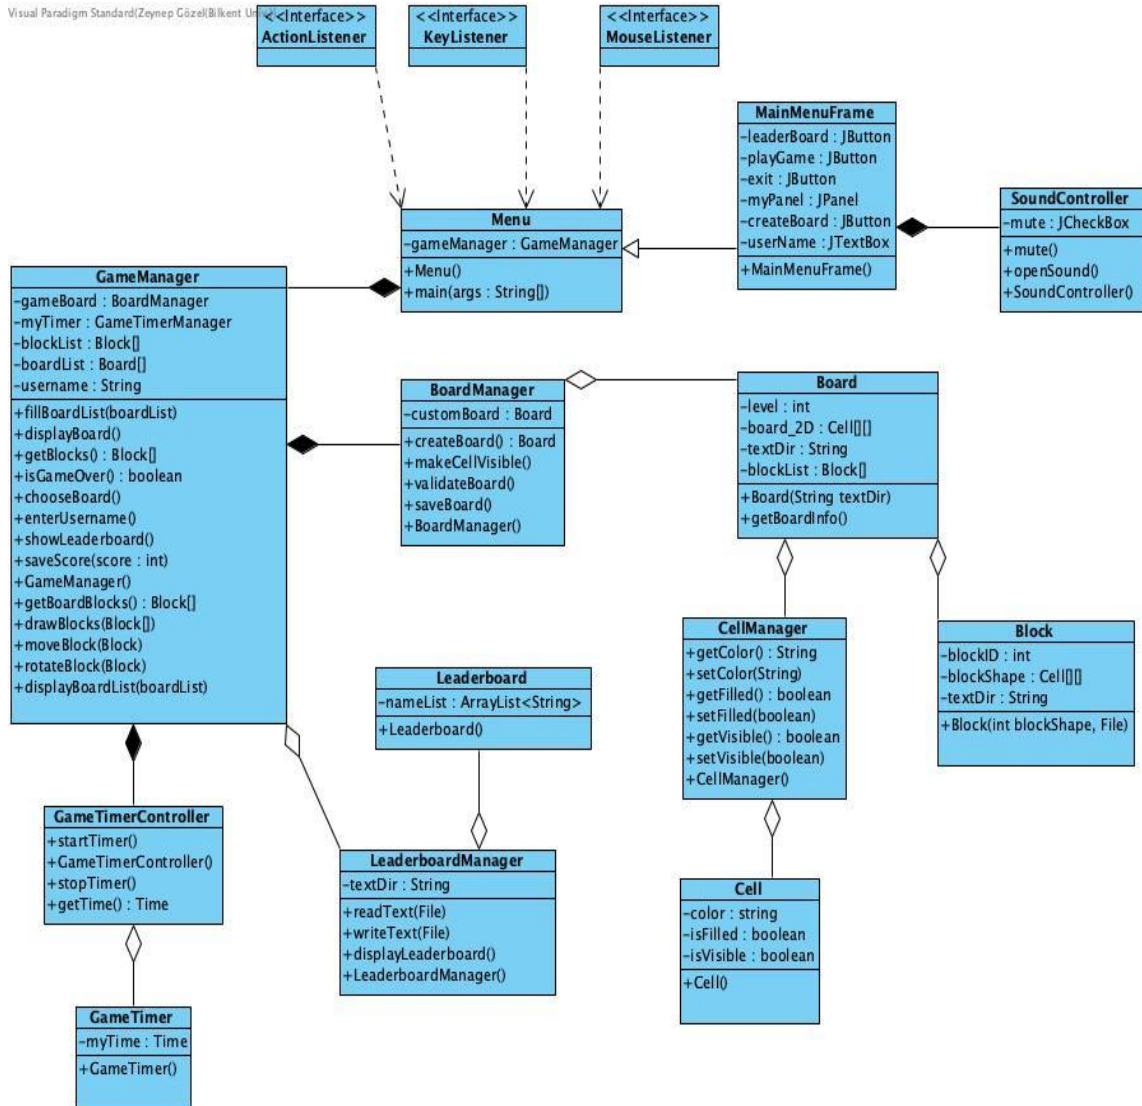 Visual Paradigm Standard(Zeynep Gözel(Bilkent
<<Interface>>
ActionListener
<<Interface>>
KeyListener
<<Interface>>
MouseListener
MainMenuFrame
-leaderBoard : JButton
-playGame : JButton
-exit : JButton
-myPanel : JPanel
-createBoard : JButton
-userName : JTextBox
+MainMenuFrame()
SoundController
-mute : JCheckBox
+mute()
+openSound()
+SoundController()
Menu
-gameManager : GameManager
+Menu()
+main(args : String[])
GameManager
-gameBoard : BoardManager
-myTimer : GameTimerManager
-blockList : Block[]
-boardList : Board[]
-username : String
+fillBoardList(boardList)
+displayBoard()
+getBlocks() : Block[]
+isGameOver() : boolean
+chooseBoard()
+enterUsername()
+showLeaderboard()
+saveScore(score : int)
+GameManager()
+getBoardBlocks() : Block[]
+drawBlocks(Block[])
+moveBlock(Block)
+rotateBlock(Block)
+displayBoardList(boardList)
BoardManager
-customBoard : Board
+createBoard() : Board
+makeCellVisible()
+validateBoard()
+saveBoard()
+BoardManager()
Board
-level : int
-board_2D : Cell[][]
-textDir : String
-blockList : Block[]
+Board(String textDir)
+getBoardInfo()
CellManager
+getColor() : String
+setColor(String)
+getFilled() : boolean
+setFilled(boolean)
+getVisible() : boolean
+setVisible(boolean)
+CellManager()
Block
-blockID : int
-blockShape : Cell[][]
-textDir : String
+Block(int blockShape, File)
Leaderboard
-nameList : ArrayList<String>
+Leaderboard()
GameTimerController
+startTimer()
+GameTimerController()
+stopTimer()
+getTime() : Time
LeaderboardManager
-textDir : String
+readText(File)
+writeText(File)
+displayLeaderboard()
+LeaderboardManager()
Cell
-color : string
-isFilled : boolean
-isVisible : boolean
+Cell()
GameTimer
-myTime : Time
+GameTimer()